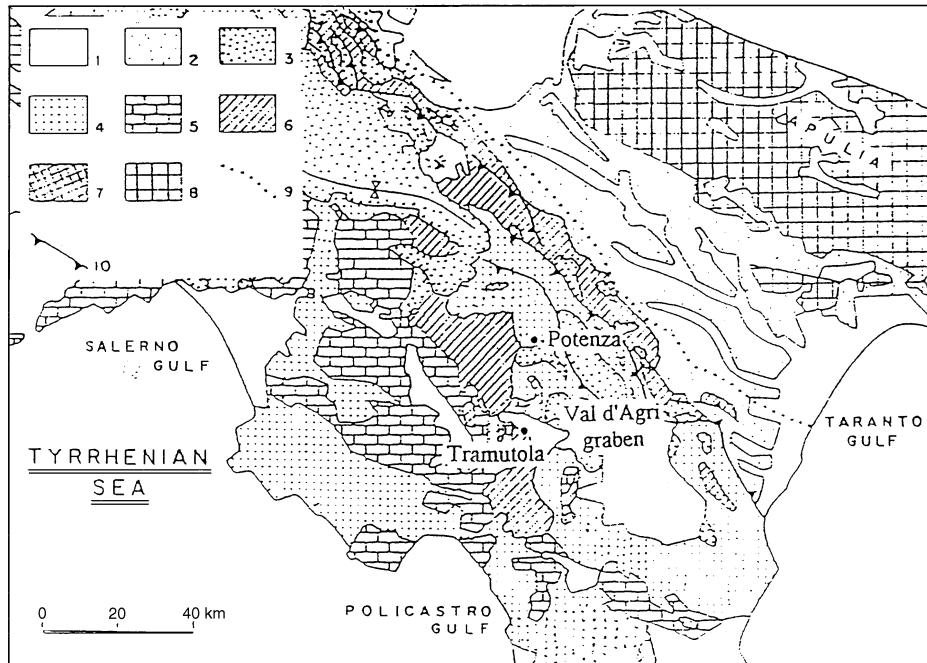 1 2 3
4 5 6
7 8 9
10
APULIA
SALERNO
GULF
Potenza
Val d'Agri
graben
TARANTO
GULF
Tramutola
TYRRHENIAN
SEA
POLICASTRO
GULF
0 20 40 km